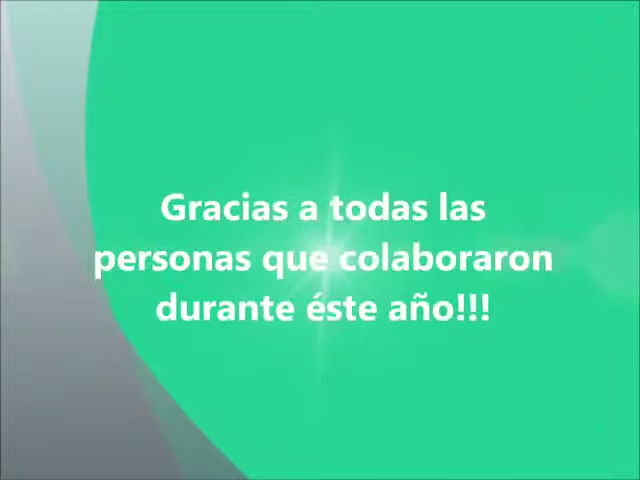 Gracias a todas las
personas que colaboraron
durante éste año!!!